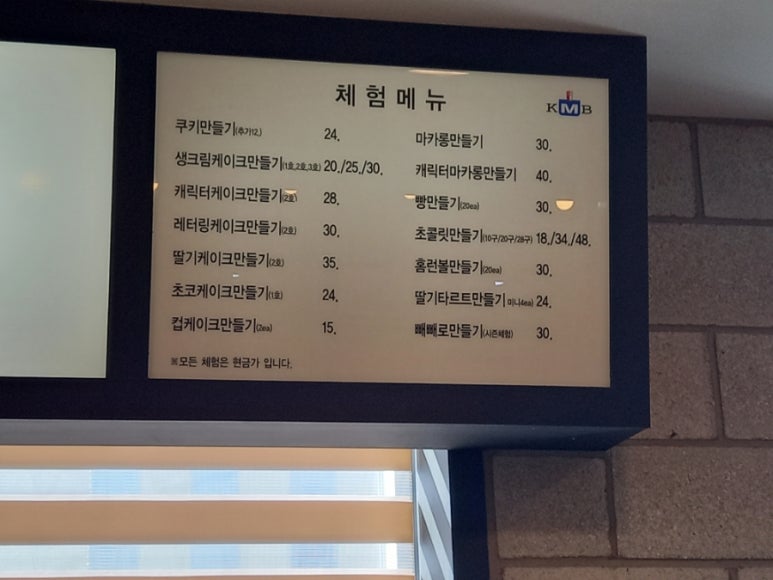 체험메뉴
KMB
쿠키만들기(추가12.) 24.
생크림케이크만들기(1호,2호,3호) 20./25./30.
캐릭터케이크만들기(2호) 28.
레터링케이크만들기(2호) 30.
딸기케이크만들기(2호) 35.
초코케이크만들기(1호) 24.
컵케이크만들기(2ea) 15.
※모든 체험은 현금가 입니다.
마카롱만들기 30.
캐릭터마카롱만들기 40.
빵만들기(20ea) 30.
초콜릿만들기(10구/20구/28구) 18./34./48.
홈런볼만들기(20ea) 30.
딸기타르트만들기 미니4ea) 24.
빼빼로만들기(시즌체험) 30.